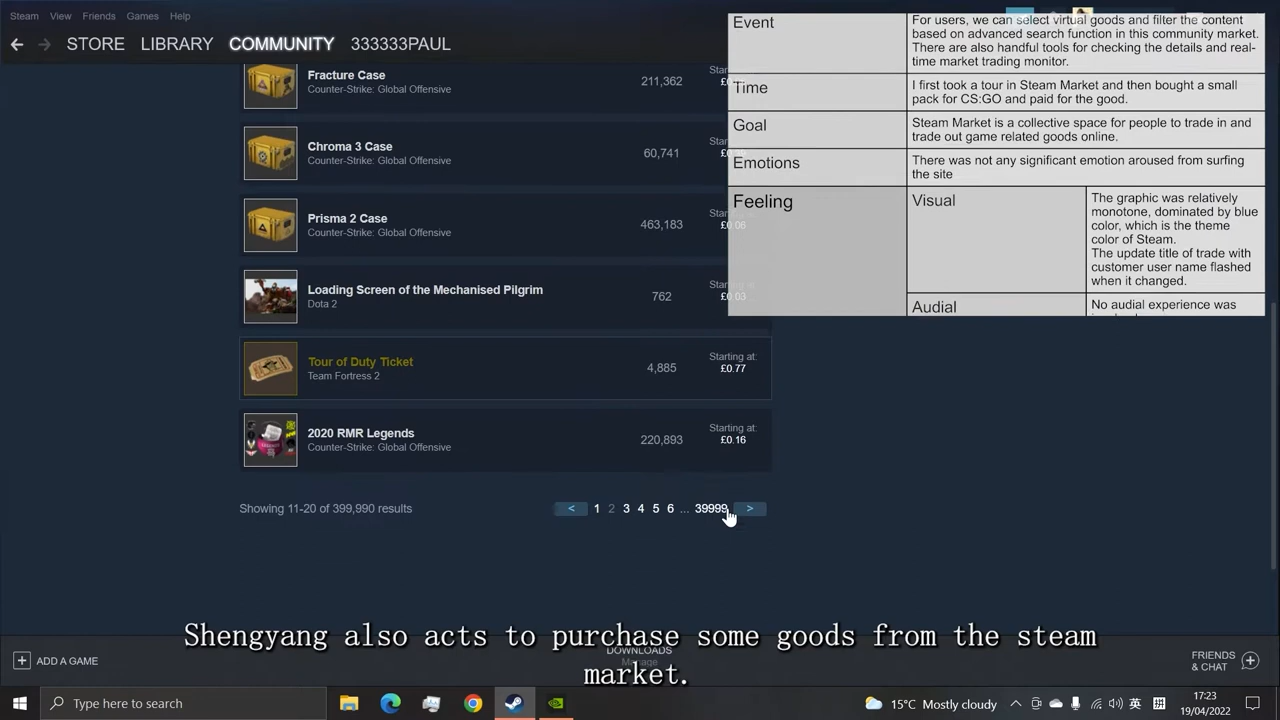 Steam View Friends Games Help
STORE LIBRARY COMMUNITY 333333PAUL
Fracture Case
Counter-Strike: Global Offensive
211,362
Chroma 3 Case
Counter-Strike: Global Offensive
60,741
Prisma 2 Case
Counter-Strike: Global Offensive
463,183
£0.06
Loading Screen of the Mechanised Pilgrim
Dota 2
762
£0.03
Tour of Duty Ticket
Team Fortress 2
4,885
Starting at:
£0.77
2020 RMR Legends
Counter-Strike: Global Offensive
220,893
Starting at:
£0.16
Showing 11-20 of 399,990 results
< 1 2 3 4 5 6 ... 39999 >
Event
For users, we can select virtual goods and filter the content
based on advanced search function in this community market.
There are also handful tools for checking the details and real-
time market trading monitor.
Time
I first took a tour in Steam Market and then bought a small
pack for CS:GO and paid for the good.
Goal
Steam Market is a collective space for people to trade in and
trade out game related goods online.
Emotions
There was not any significant emotion aroused from surfing
the site
Feeling
Visual
The graphic was relatively
monotone, dominated by blue
color, which is the theme
color of Steam.
The update title of trade with
customer user name flashed
when it changed.
Audial
No audial experience was
Shengyang also acts to purchase some goods from the steam
market.
ADD A GAME
DOWNLOADS
Manage
FRIENDS
& CHAT
Type here to search
15°C Mostly cloudy
拼
17:23
19/04/2022